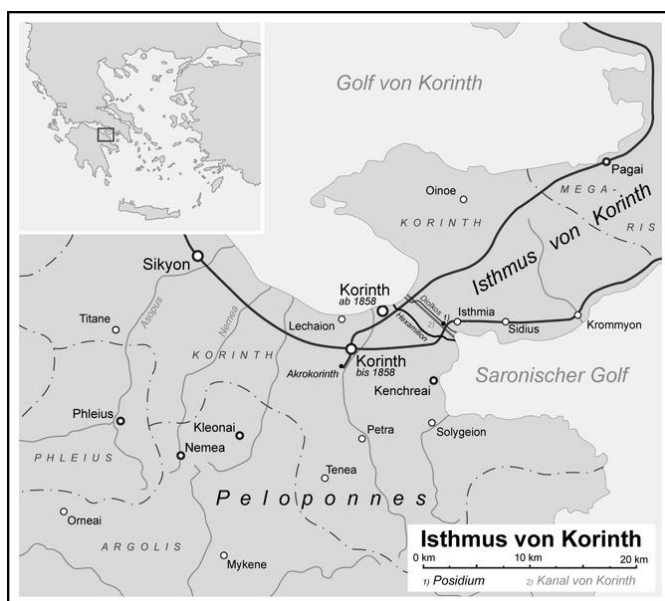 Golf von Korinth
Pagai
Oinoe
MEGA-
KORINTH
RIS
Isthmus von Korinth
Sikyon
Asopus
Nemea
Korinth
ab 1858
Diolkos
1)
2)
Isthmia
Titane
Lechaion
Hexamilion
Sidius
Krommyon
KORINTH
Korinth
bis 1858
Akrokorinth
Saronischer Golf
Kenchreai
Phleius
Kleonai
Petra
Solygeion
Nemea
PHLEIUS
Tenea
Peloponnes
Orneai
ARGOLIS
Mykene
Isthmus von Korinth
0 km 10 km 20 km
1) Posidium 2) Kanal von Korinth